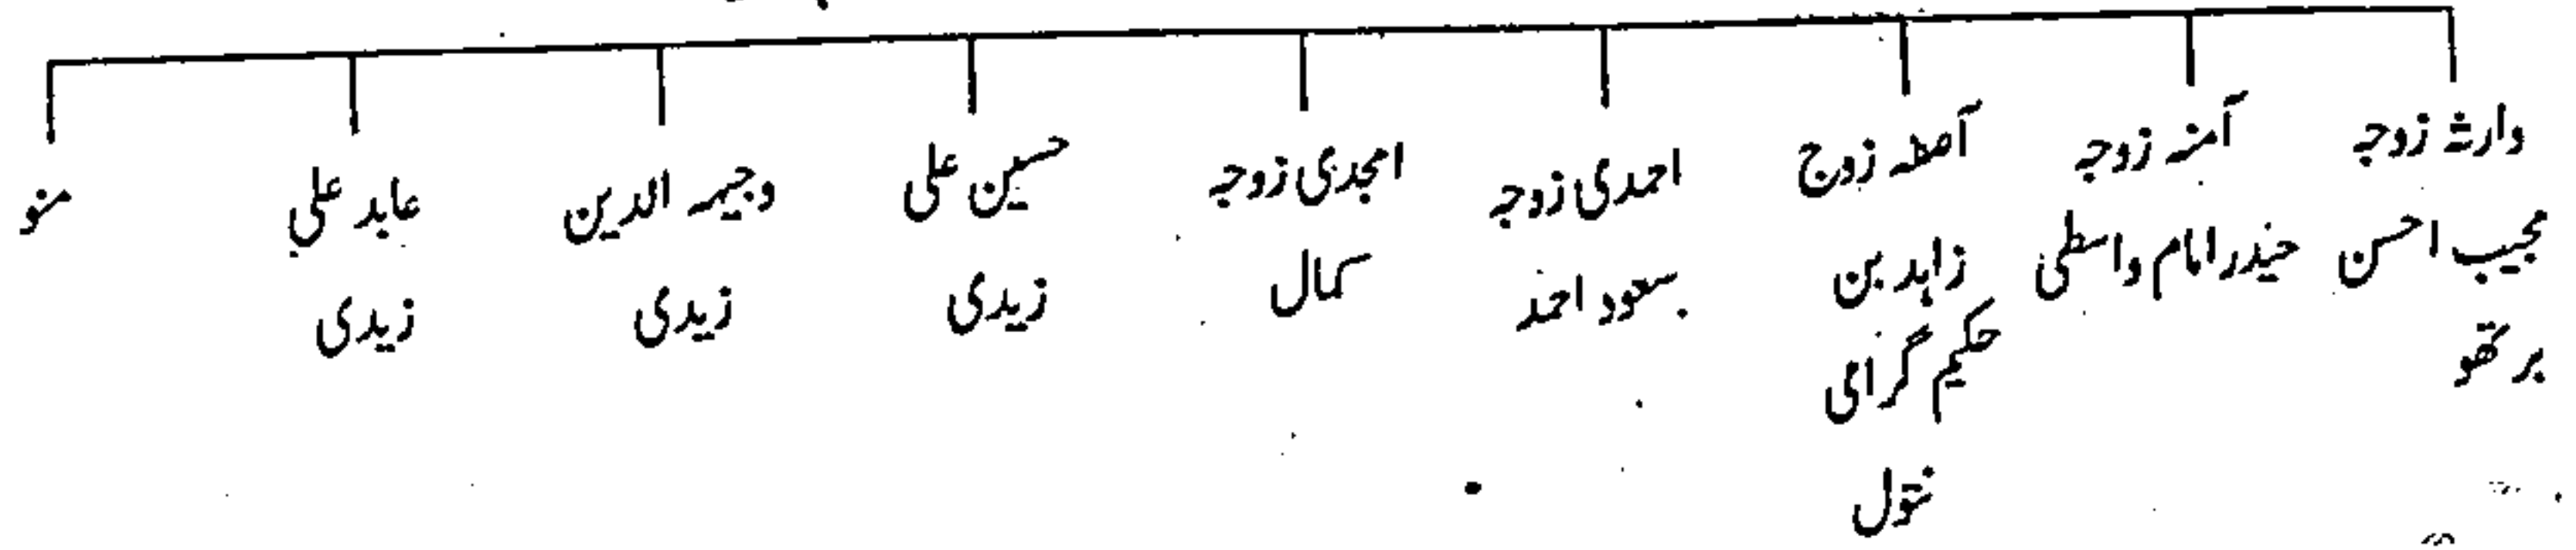 وارثہ زوجہ
مجیب احسن
برتھو
آمنہ زوجہ
حیدر امام واسطی
آصفہ زوج
زاہد بن
حکیم گرامی
احمدی زوجہ
سعود احمد
امجدی زوجہ
کمال
حسین علی
زیدی
وجیہہ الدین
زیدی
عابد علی
زیدی
منو